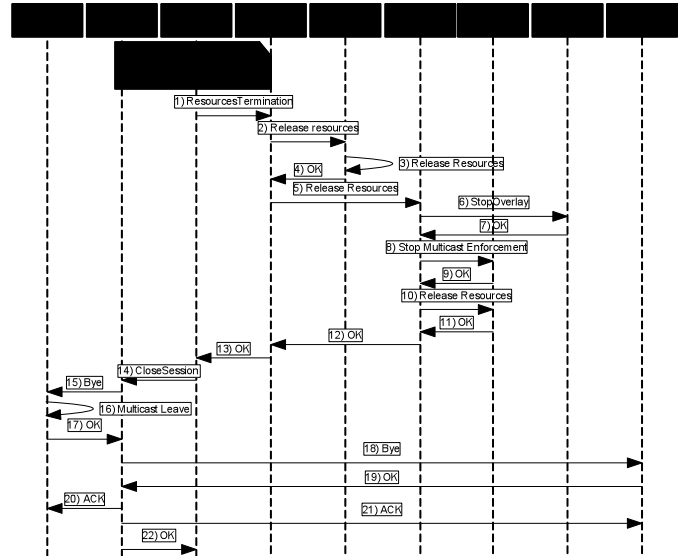 1) ResourcesTermination
2) Release resources
3) Release Resources
4) OK
5) Release Resources
6) StopOverlay
7) OK
8) Stop Multicast Enforcement
9) OK
10) Release Resources
11) OK
12) OK
13) OK
14) CloseSession
15) Bye
16) Multicast Leave
17) OK
18) Bye
19) OK
20) ACK
21) ACK
22) OK